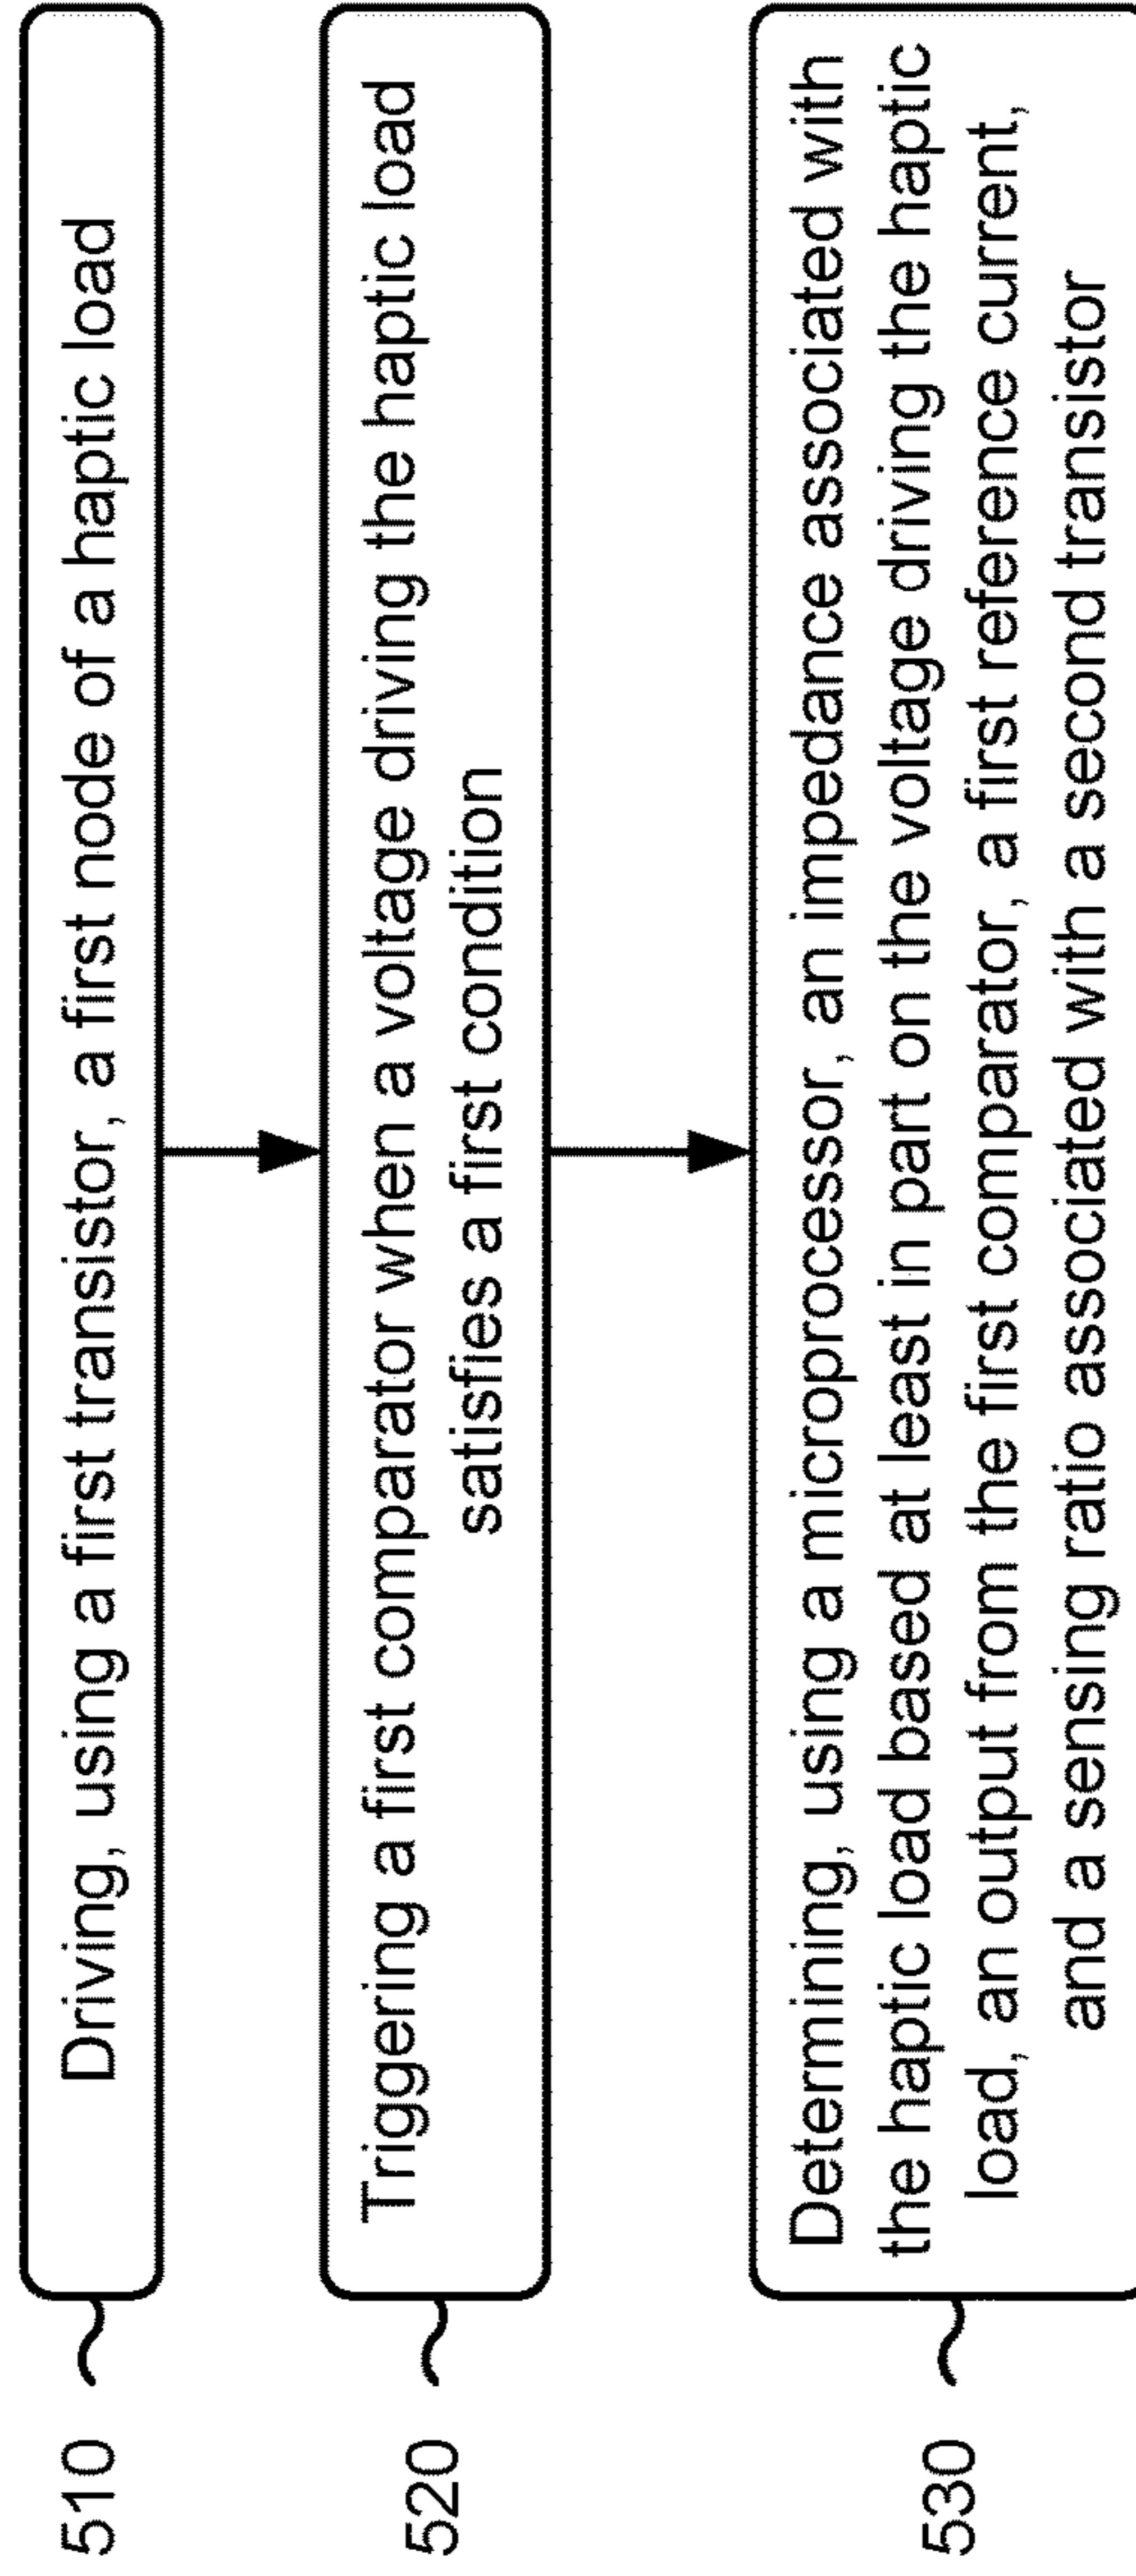 510
Driving, using a first transistor, a first node of a haptic load
520
Triggering a first comparator when a voltage driving the haptic load
satisfies a first condition
530
Determining, using a microprocessor, an impedance associated with
the haptic load based at least in part on the voltage driving the haptic
load, an output from the first comparator, a first reference current,
and a sensing ratio associated with a second transistor